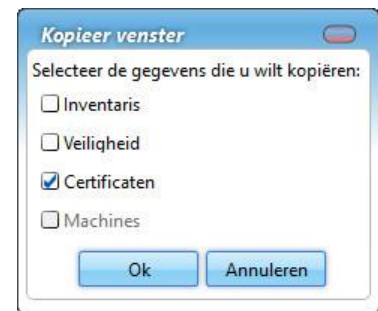 Kopieer venster
Selecteer de gegevens die u wilt kopiëren:
Inventaris
Veiligheid
Certificaten
Machines
Ok Annuleren